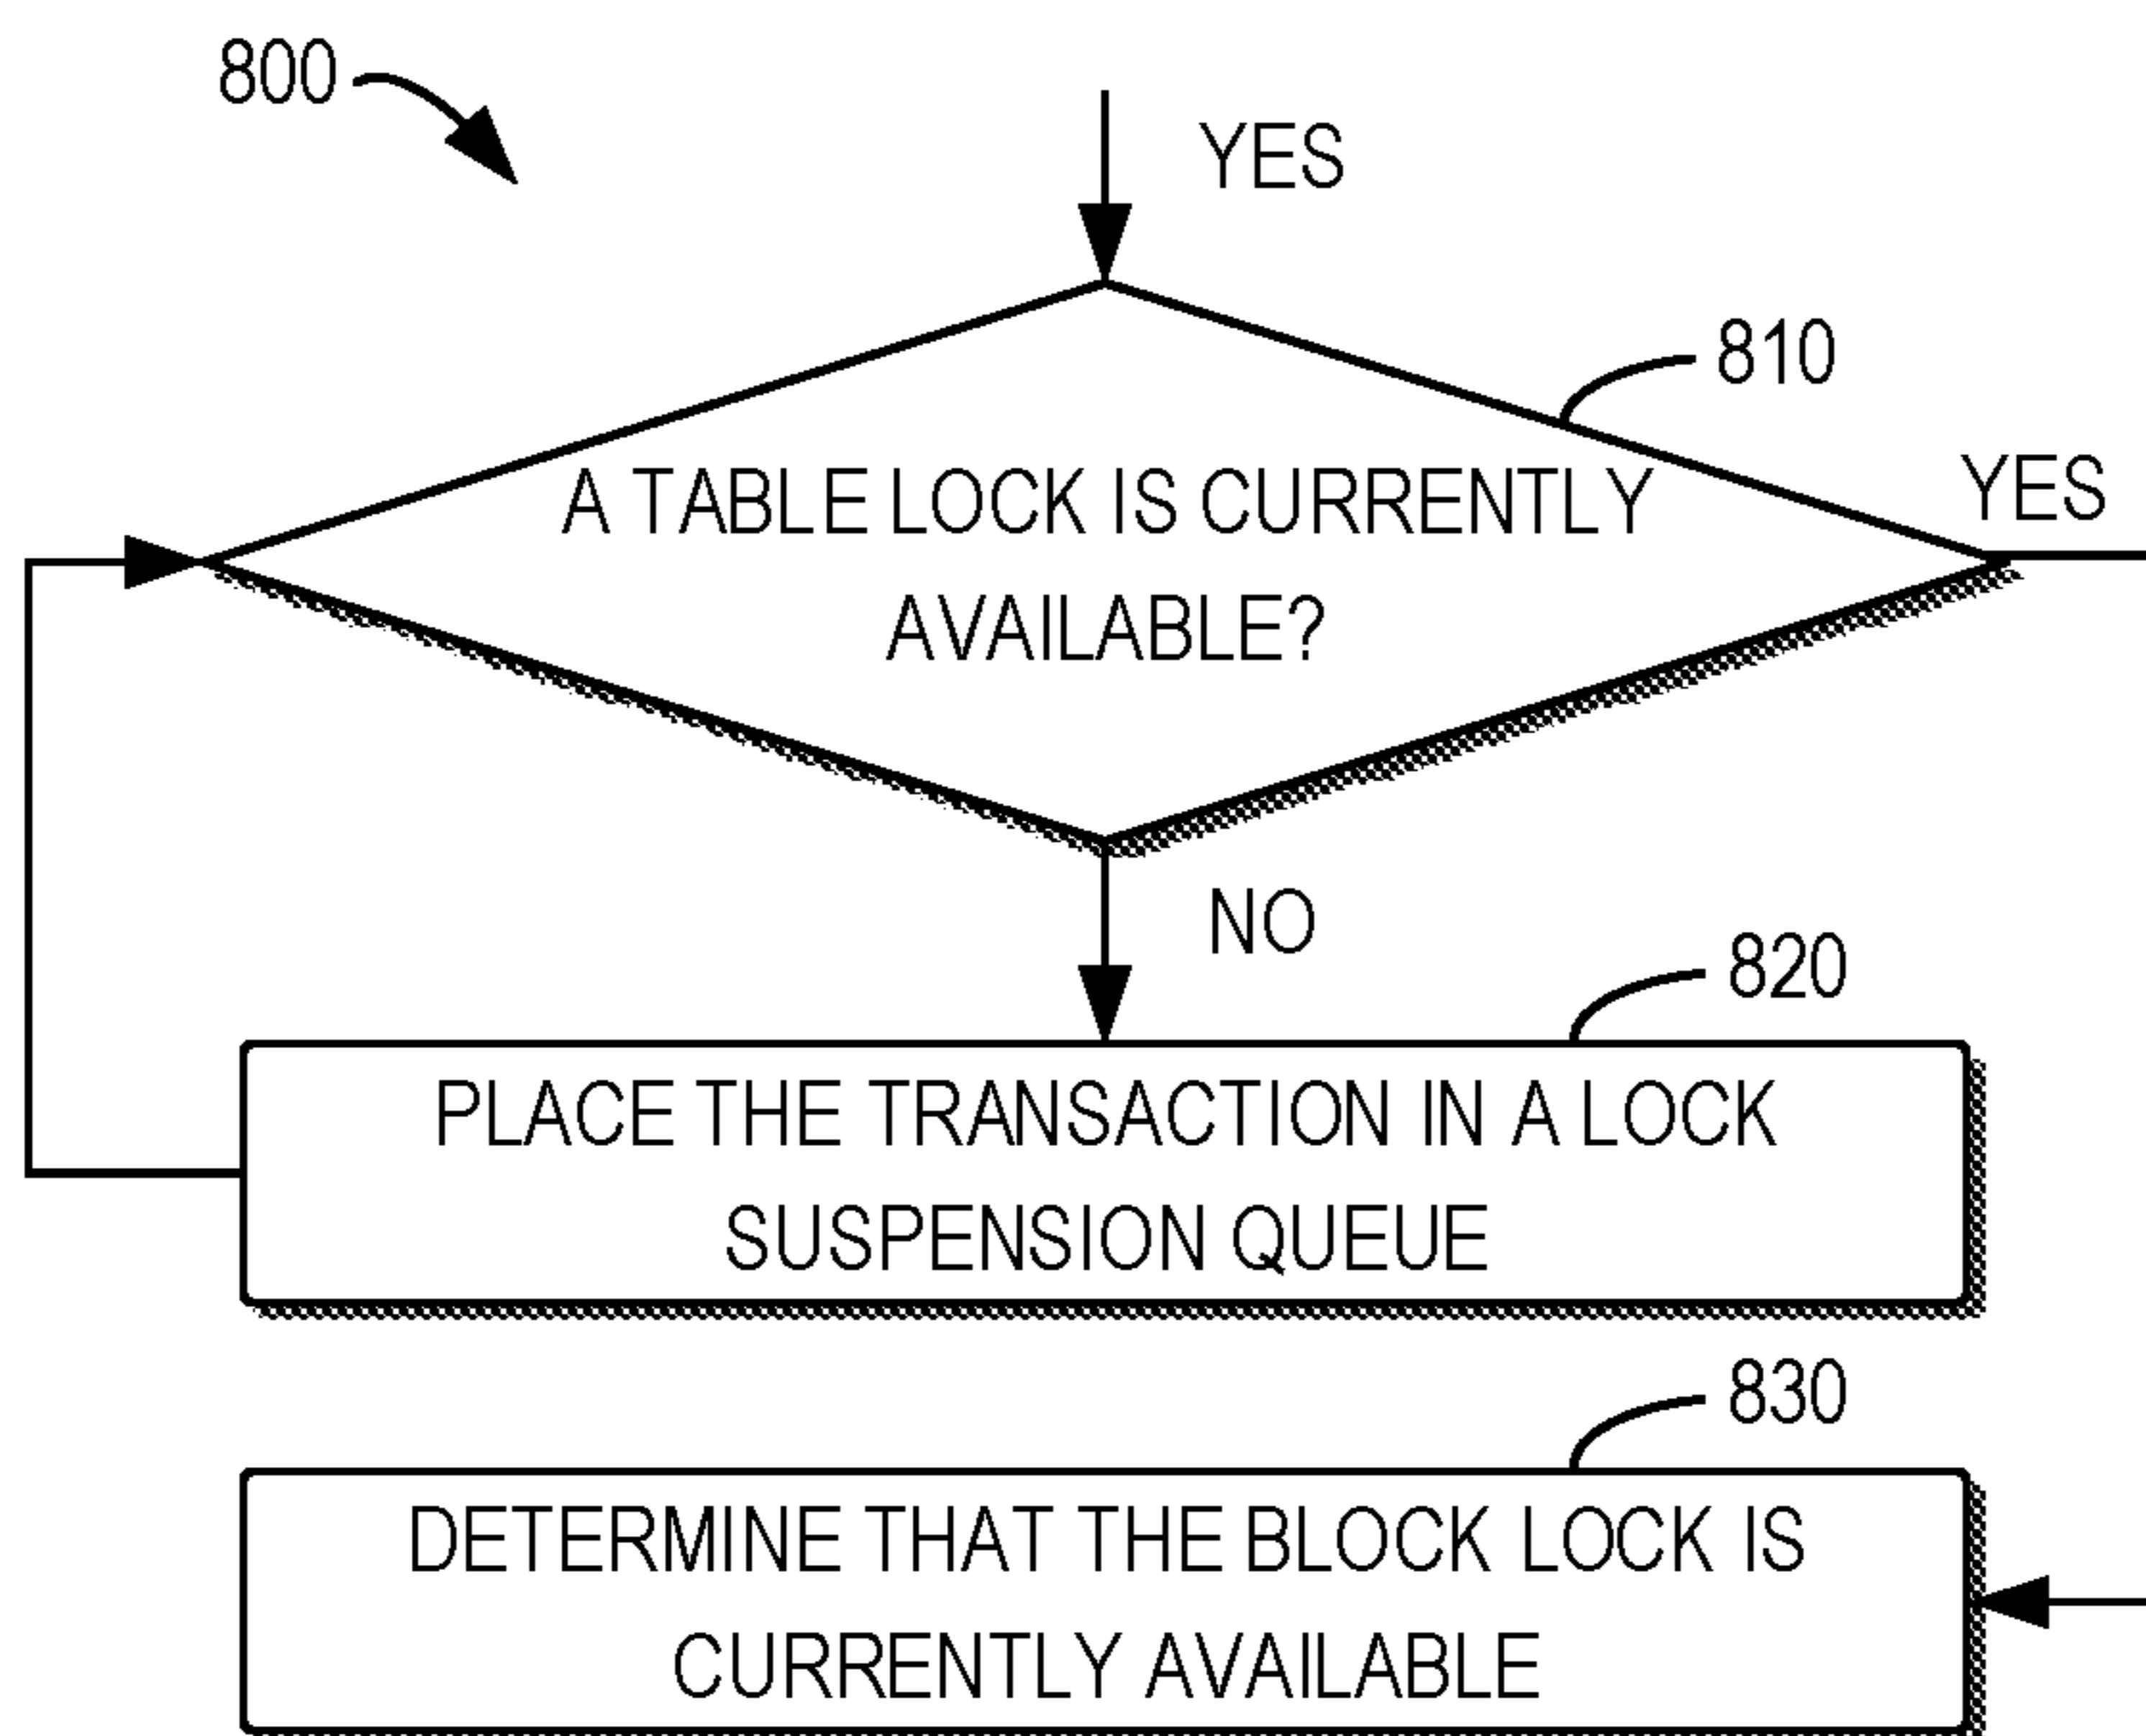 800
YES
810
A TABLE LOCK IS CURRENTLY
AVAILABLE?
YES
NO
820
PLACE THE TRANSACTION IN A LOCK
SUSPENSION QUEUE
830
DETERMINE THAT THE BLOCK LOCK IS
CURRENTLY AVAILABLE